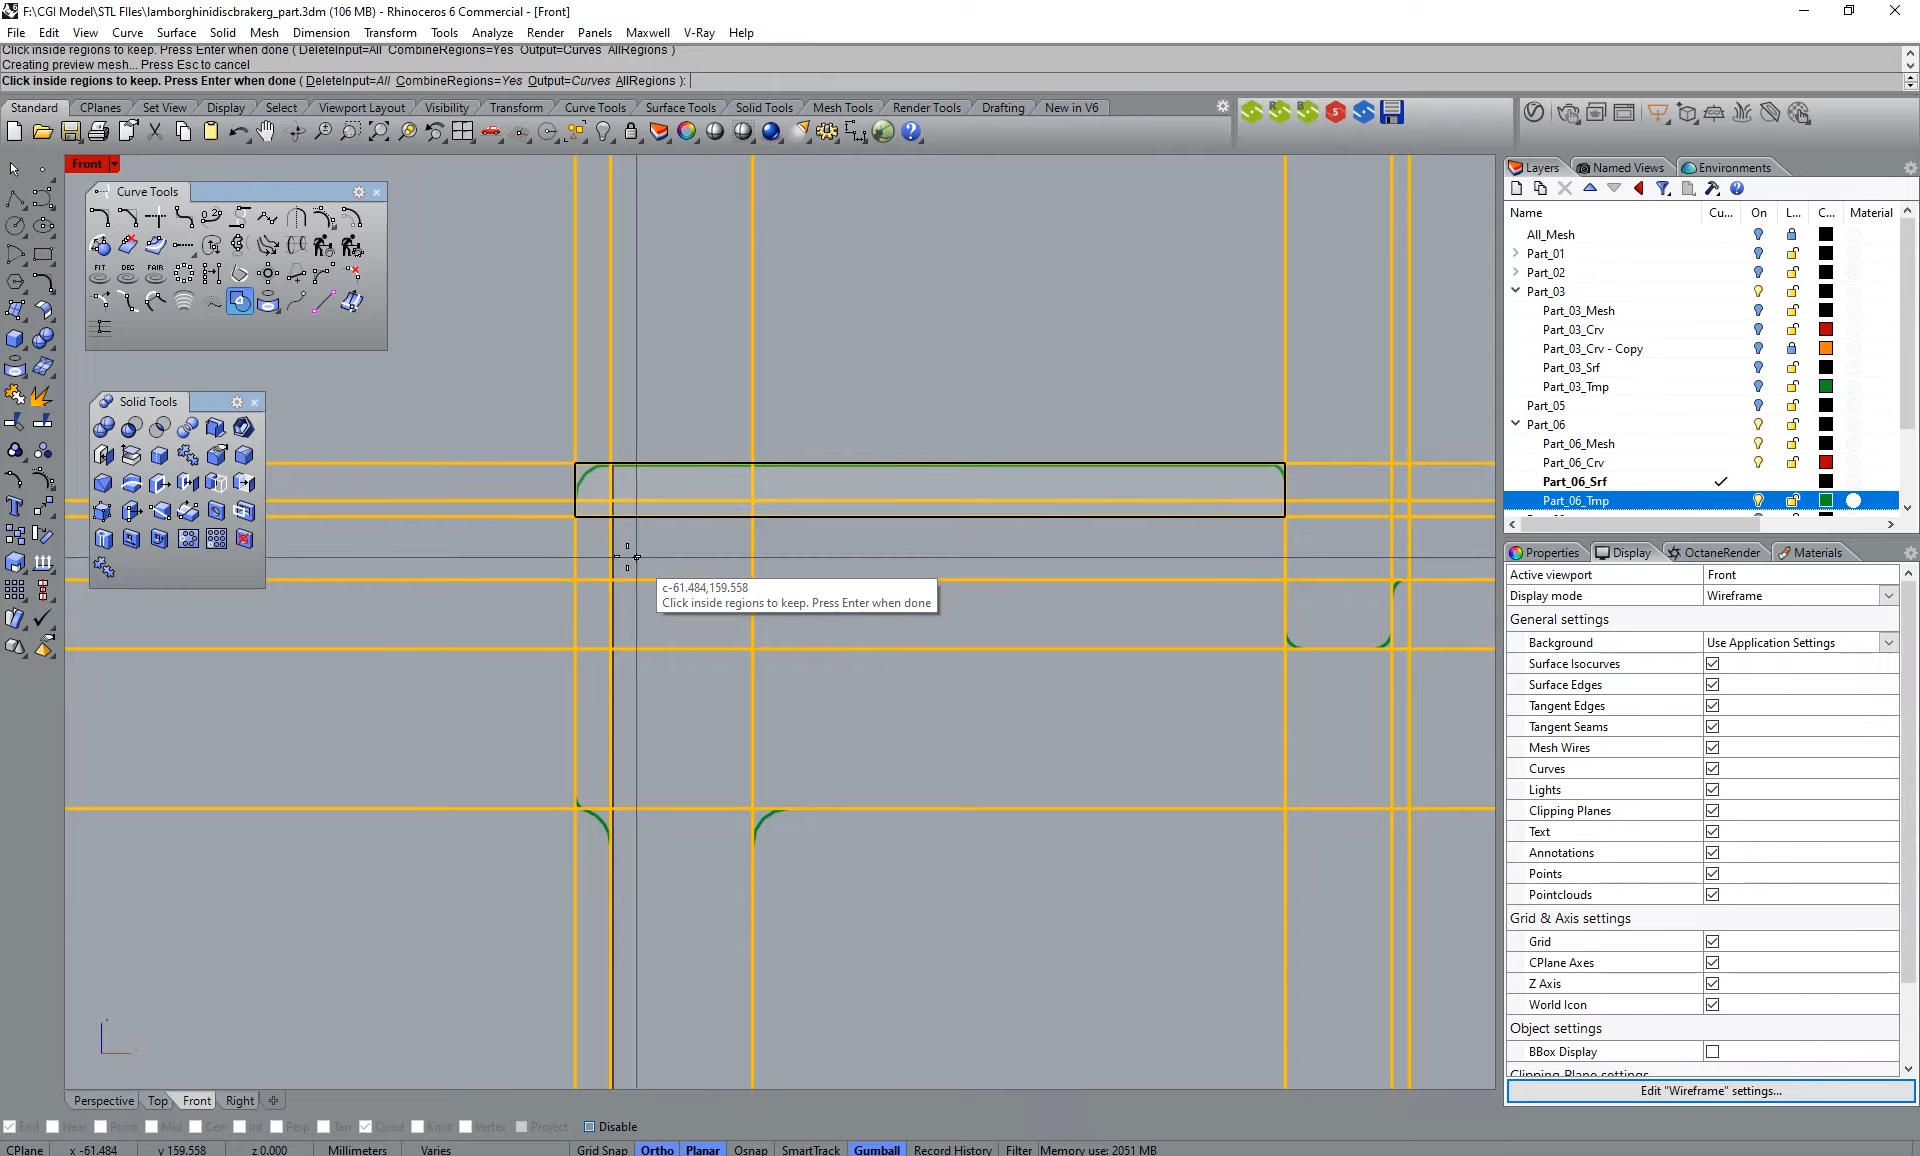 F:\CGI Model\STL FIles\lamborghinidiscbrakerg_part.3dm (106 MB) - Rhinoceros 6 Commercial - [Front]
File Edit View Curve Surface Solid Mesh Dimension Transform Tools Analyze Render Panels Maxwell V-Ray Help
Click inside regions to keep. Press Enter when done ( DeleteInput=All CombineRegions=Yes Output=Curves AllRegions )
Creating preview mesh... Press Esc to cancel
Click inside regions to keep. Press Enter when done ( DeleteInput=All CombineRegions=Yes Output=Curves AllRegions ):
Standard CPlanes Set View Display Select Viewport Layout Visibility Transform Curve Tools Surface Tools Solid Tools Mesh Tools Render Tools Drafting New in V6
Front
Curve Tools
FIT DEG FAIR
Solid Tools
c-61.484,159.558
Click inside regions to keep. Press Enter when done
Layers Named Views Environments
Name Cu... On L... C... Material
All_Mesh
Part_01
Part_02
Part_03
Part_03_Mesh
Part_03_Crv
Part_03_Crv - Copy
Part_03_Srf
Part_03_Tmp
Part_05
Part_06
Part_06_Mesh
Part_06_Crv
Part_06_Srf
Part_06_Tmp
Properties Display OctaneRender Materials
Active viewport Front
Display mode Wireframe
General settings
Background Use Application Settings
Surface Isocurves
Surface Edges
Tangent Edges
Tangent Seams
Mesh Wires
Curves
Lights
Clipping Planes
Text
Annotations
Points
Pointclouds
Grid & Axis settings
Grid
CPlane Axes
Z Axis
World Icon
Object settings
BBox Display
Clipping Plane settings
Edit "Wireframe" settings...
Perspective Top Front Right
End Near Point Mid Cen Int Perp Tan Quad Knot Vertex Project Disable
CPlane x -61.484 y 159.558 z 0.000 Millimeters Varies Grid Snap Ortho Planar Osnap SmartTrack Gumball Record History Filter Memory use: 2051 MB